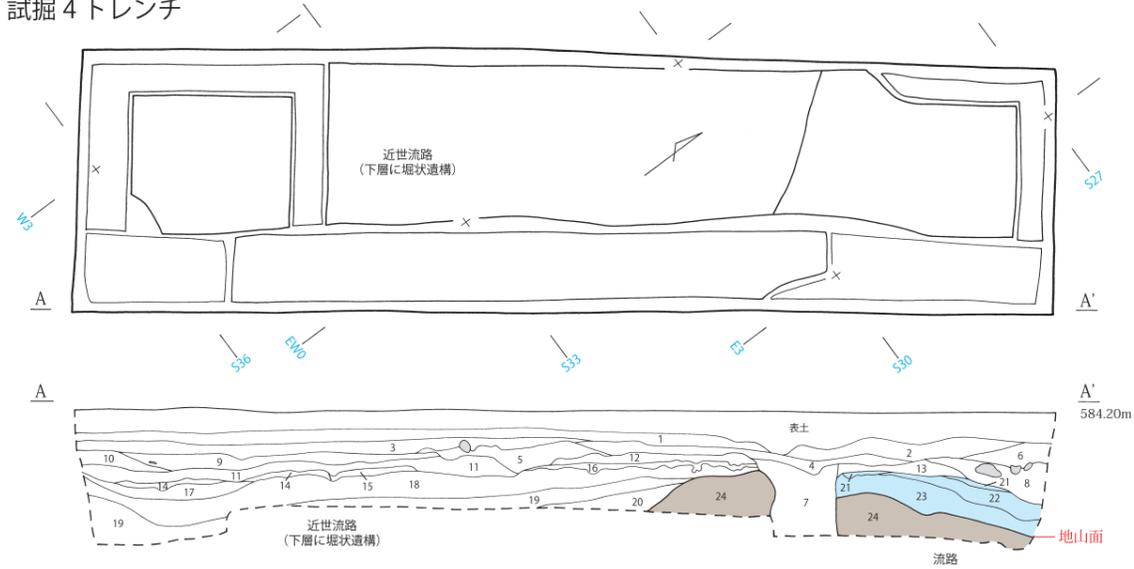 試掘4トレンチ
近世流路
（下層に堀状遺構）
S27
W3
A A'
S36 EW0 S33 E3 S30
A A'
584.20m
表土
1
3 2 6
10 9 5 12 4 13
11 11 16 21 8
14 17 14 15 18 21 23 22
19 20 24 7
19 24
近世流路
（下層に堀状遺構）
地山面
流路